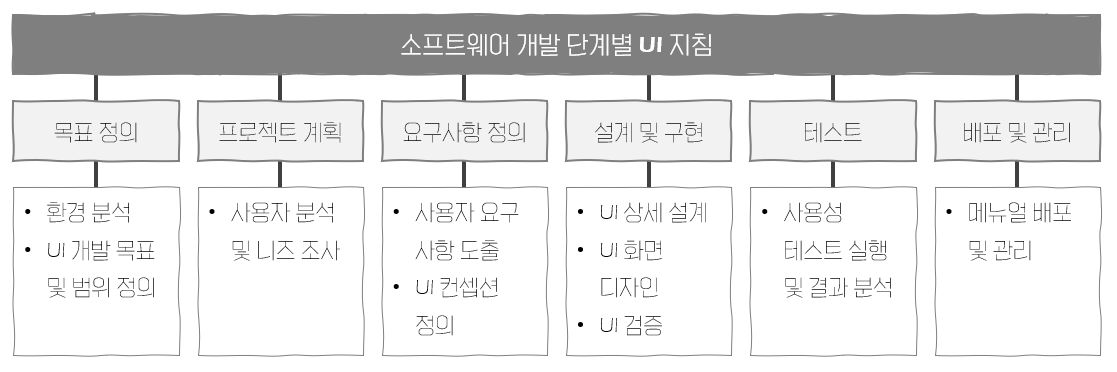 소프트웨어 개발 단계별 UI 지침
목표 정의
프로젝트 계획
요구사항 정의
설계 및 구현
테스트
배포 및 관리
• 환경 분석
• UI 개발 목표
및 범위 정의
• 사용자 분석
및 니즈 조사
• 사용자 요구
사항 도출
• UI 컨셉션
정의
• UI 상세 설계
• UI 화면
디자인
• UI 검증
• 사용성
테스트 실행
및 결과 분석
• 메뉴얼 배포
및 관리